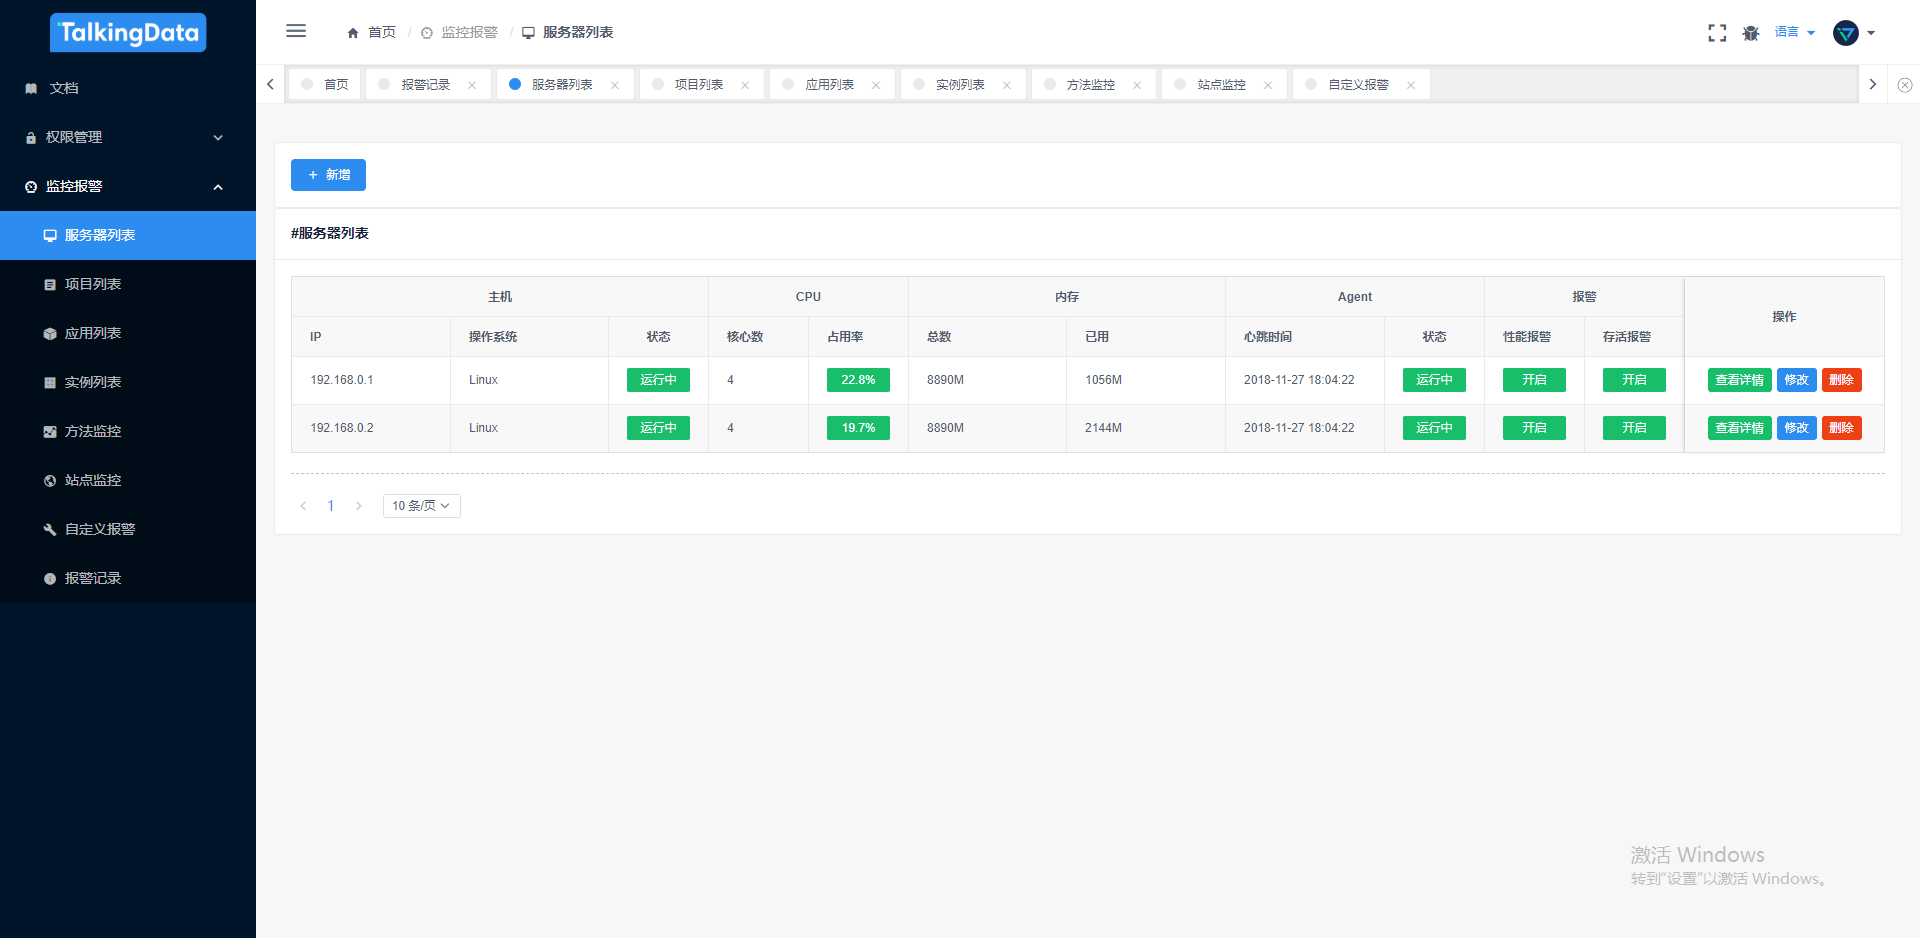 TalkingData
文档
权限管理
监控报警
服务器列表
项目列表
应用列表
实例列表
方法监控
站点监控
自定义报警
报警记录
首页 / 监控报警 / 服务器列表
语言
首页 报警记录 服务器列表 项目列表 应用列表 实例列表 方法监控 站点监控 自定义报警
+ 新增
#服务器列表
主机 CPU 内存 Agent 报警 操作
IP 操作系统 状态 核心数 占用率 总数 已用 心跳时间 状态 性能报警 存活报警
192.168.0.1 Linux 运行中 4 22.8% 8890M 1056M 2018-11-27 18:04:22 运行中 开启 开启 查看详情 修改 删除
192.168.0.2 Linux 运行中 4 19.7% 8890M 2144M 2018-11-27 18:04:22 运行中 开启 开启 查看详情 修改 删除
1 10 条/页
激活 Windows
转到“设置”以激活 Windows。